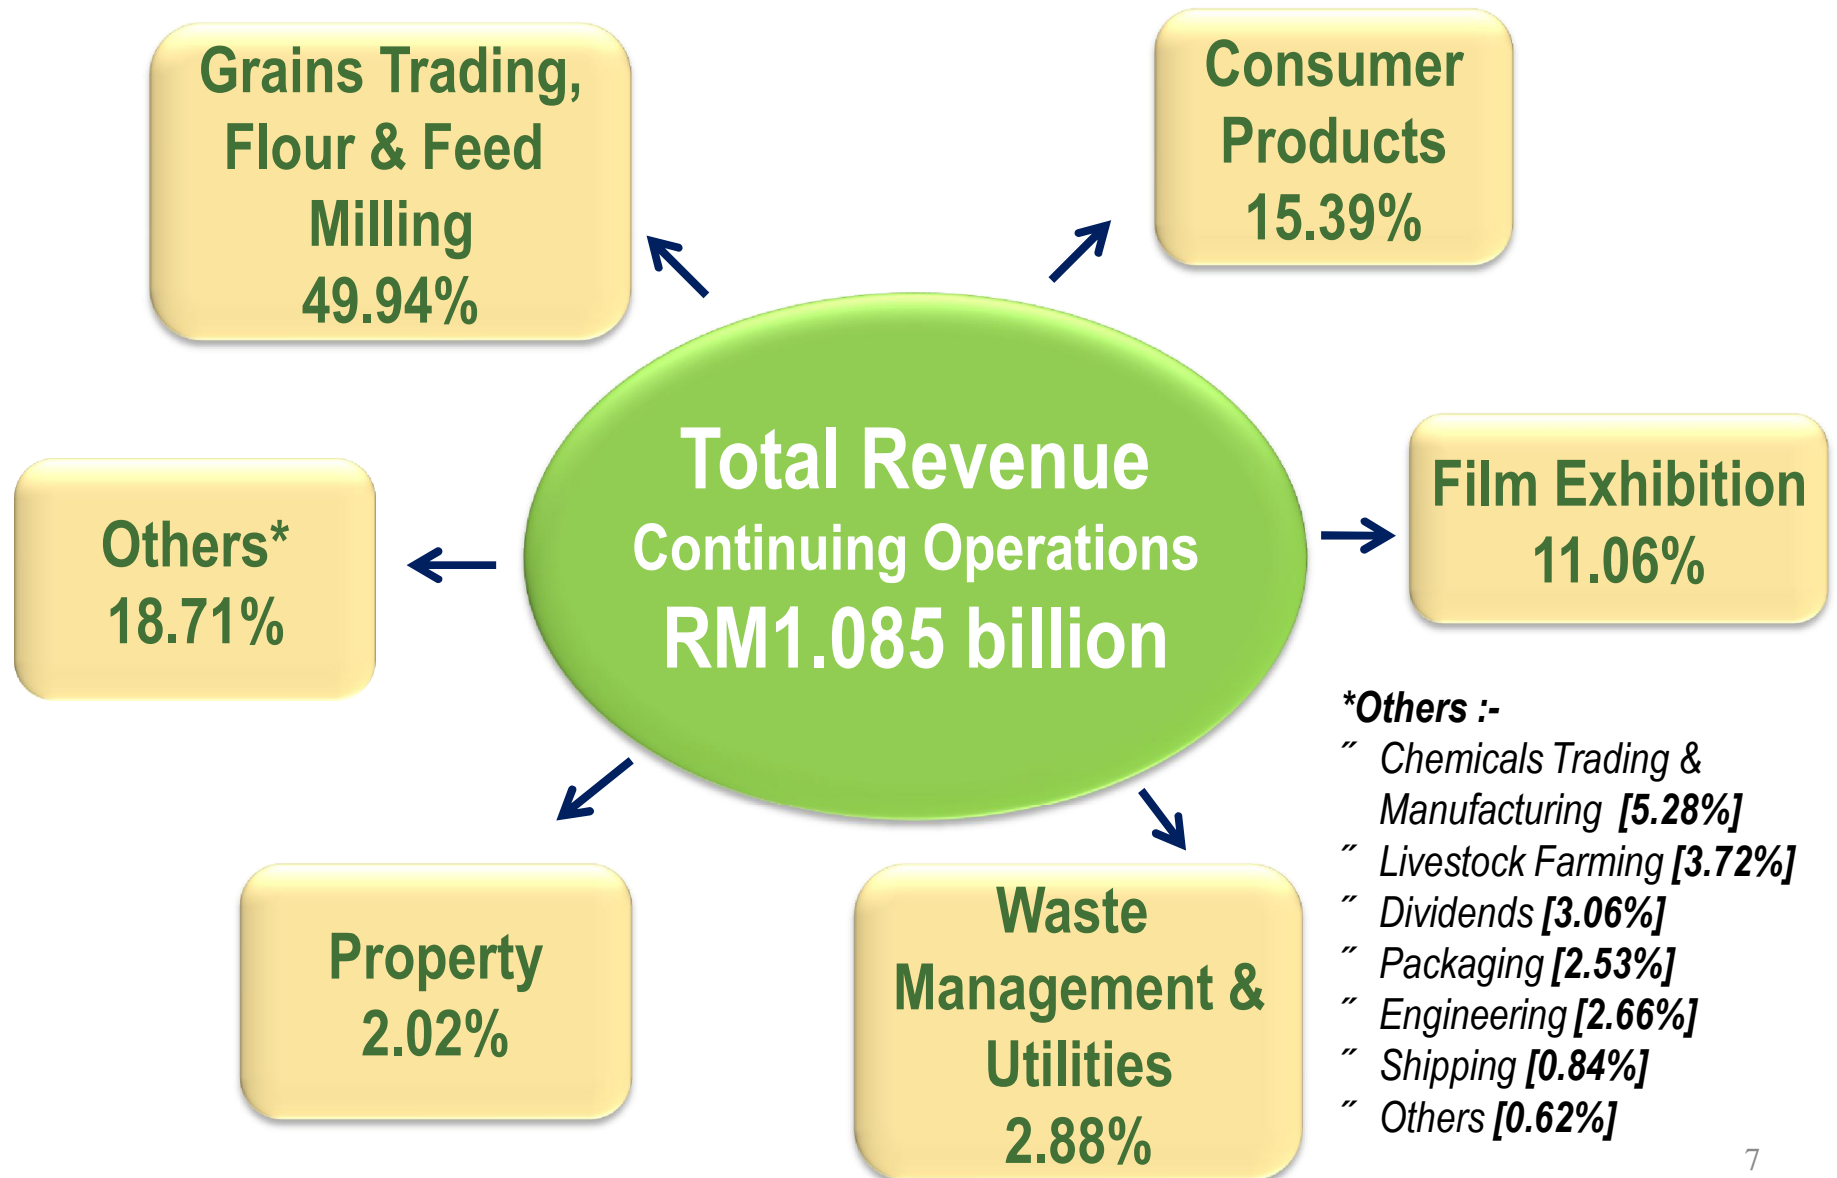 Grains Trading,
Flour & Feed
Milling
49.94%
Consumer
Products
15.39%
Total Revenue
Continuing Operations
RM1.085 billion
Film Exhibition
11.06%
Others*
18.71%
Property
2.02%
Waste
Management &
Utilities
2.88%
*Others :-
˝ Chemicals Trading &
Manufacturing [5.28%]
˝ Livestock Farming [3.72%]
˝ Dividends [3.06%]
˝ Packaging [2.53%]
˝ Engineering [2.66%]
˝ Shipping [0.84%]
˝ Others [0.62%]
7